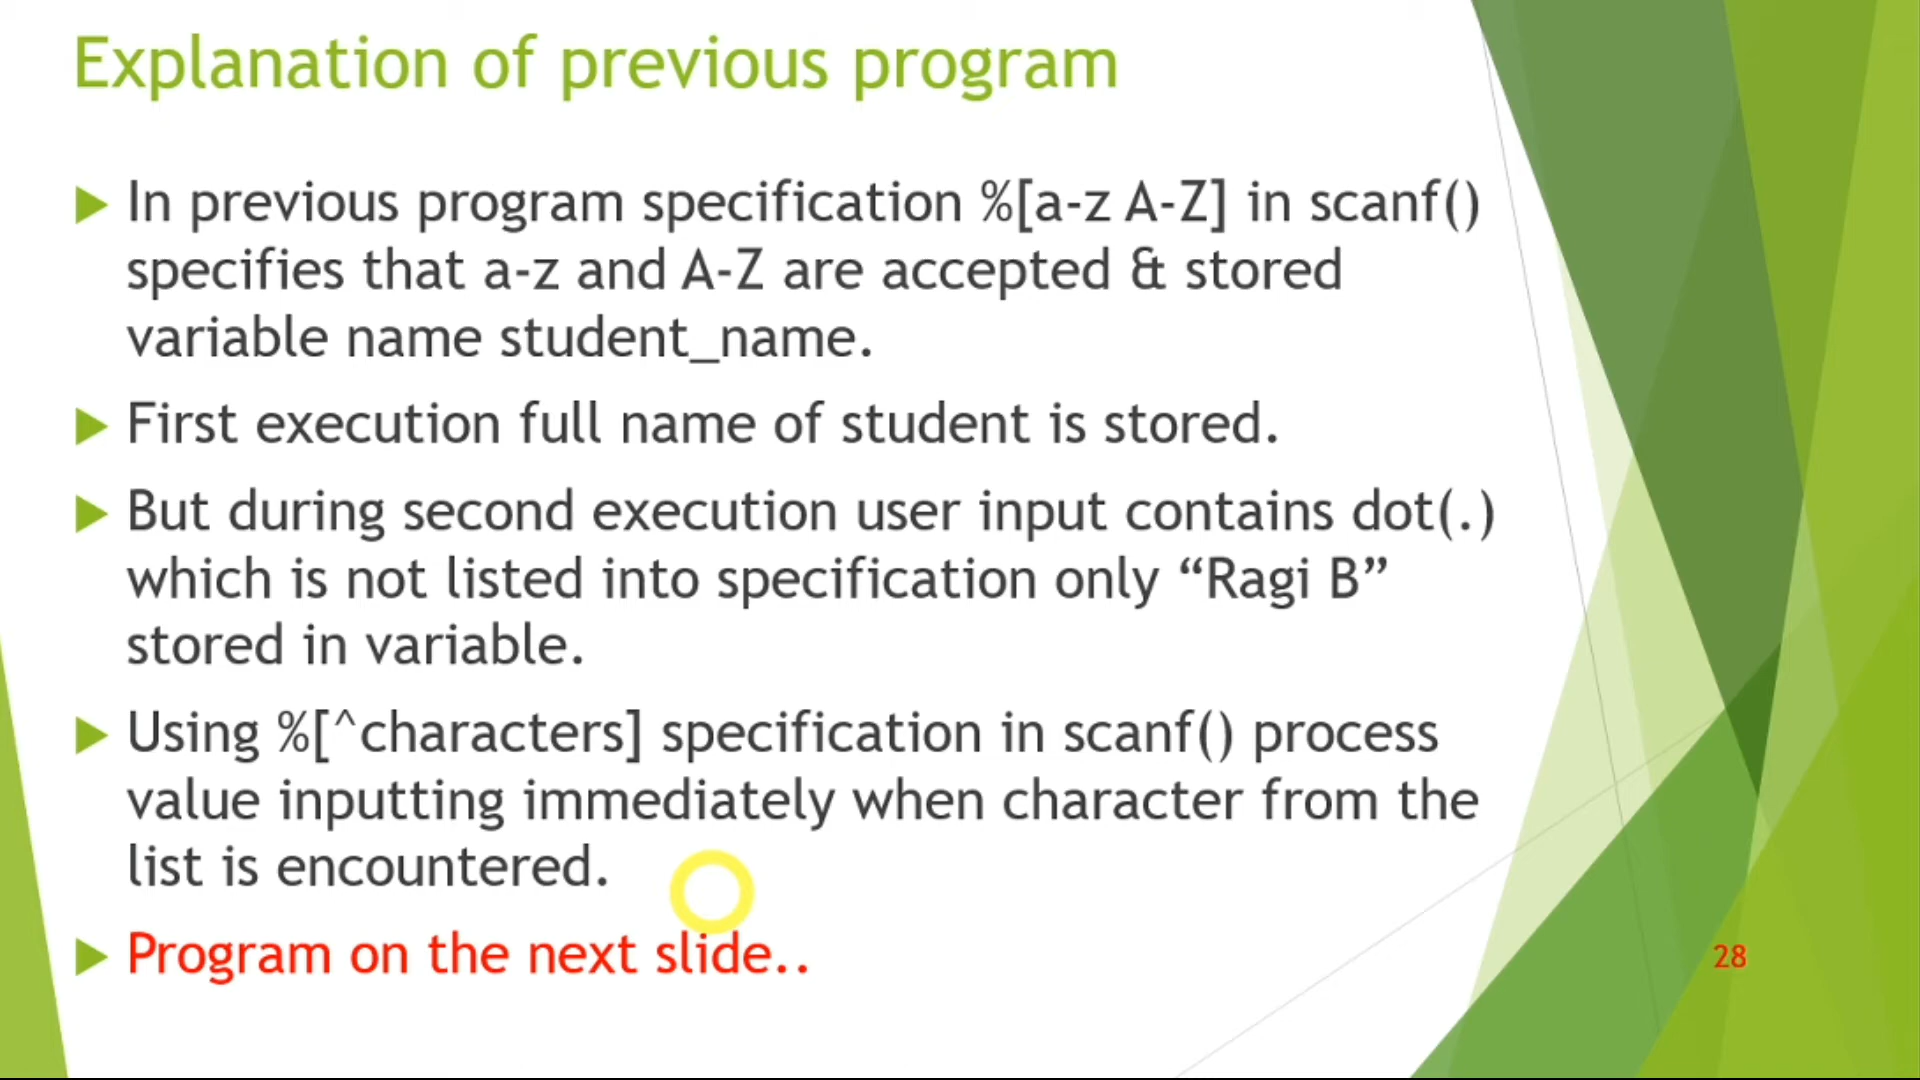 Explanation of previous program
In previous program specification %[a-z A-Z] in scanf()
specifies that a-z and A-Z are accepted & stored
variable name student_name.
First execution full name of student is stored.
But during second execution user input contains dot(.)
which is not listed into specification only “Ragi B”
stored in variable.
Using %[^characters] specification in scanf() process
value inputting immediately when character from the
list is encountered.
Program on the next slide..
28